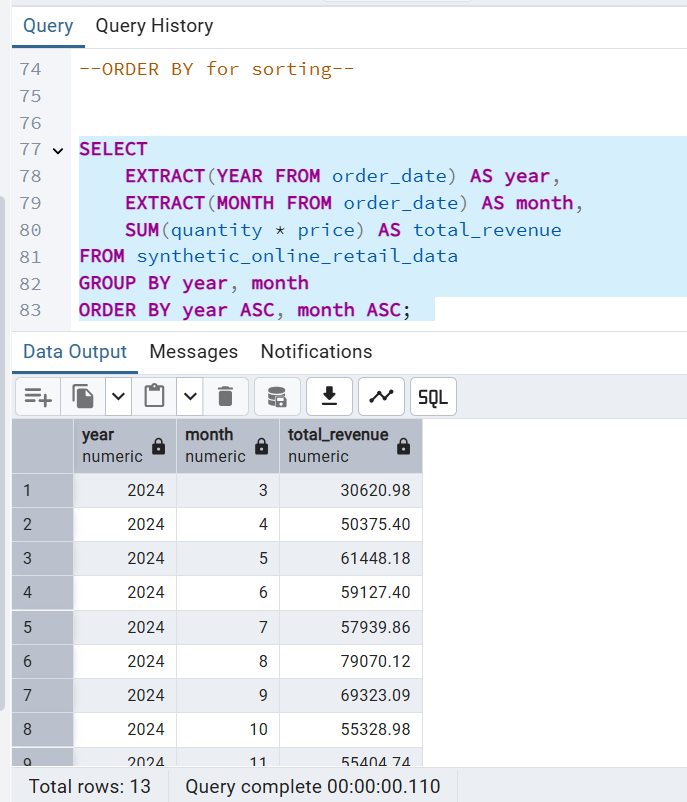 Query Query History
74 --ORDER BY for sorting--
75
76
77 SELECT
78 EXTRACT(YEAR FROM order_date) AS year,
79 EXTRACT(MONTH FROM order_date) AS month,
80 SUM(quantity * price) AS total_revenue
81 FROM synthetic_online_retail_data
82 GROUP BY year, month
83 ORDER BY year ASC, month ASC;
Data Output Messages Notifications
SQL
year month total_revenue
numeric numeric numeric
1 2024 3 30620.98
2 2024 4 50375.40
3 2024 5 61448.18
4 2024 6 59127.40
5 2024 7 57939.86
6 2024 8 79070.12
7 2024 9 69323.09
8 2024 10 55328.98
9 2024 11 55404.74
Total rows: 13 Query complete 00:00:00.110